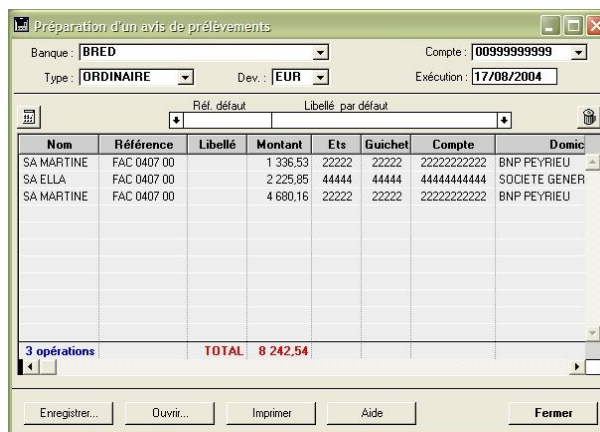 Préparation d'un avis de prélèvements
Banque : BRED Compte : 00999999999
Type : ORDINAIRE Dev. : EUR Exécution : 17/08/2004
Réf. défaut Libellé par défaut
Nom Référence Libellé Montant Ets Guichet Compte Domic
SA MARTINE FAC 0407 00 1 336,53 22222 22222 22222222222 BNP PEYRIEU
SA ELLA FAC 0407 00 2 225,85 44444 44444 44444444444 SOCIETE GENER
SA MARTINE FAC 0407 00 4 680,16 22222 22222 22222222222 BNP PEYRIEU
3 opérations TOTAL 8 242,54
Enregistrer... Ouvrir... Imprimer Aide Fermer